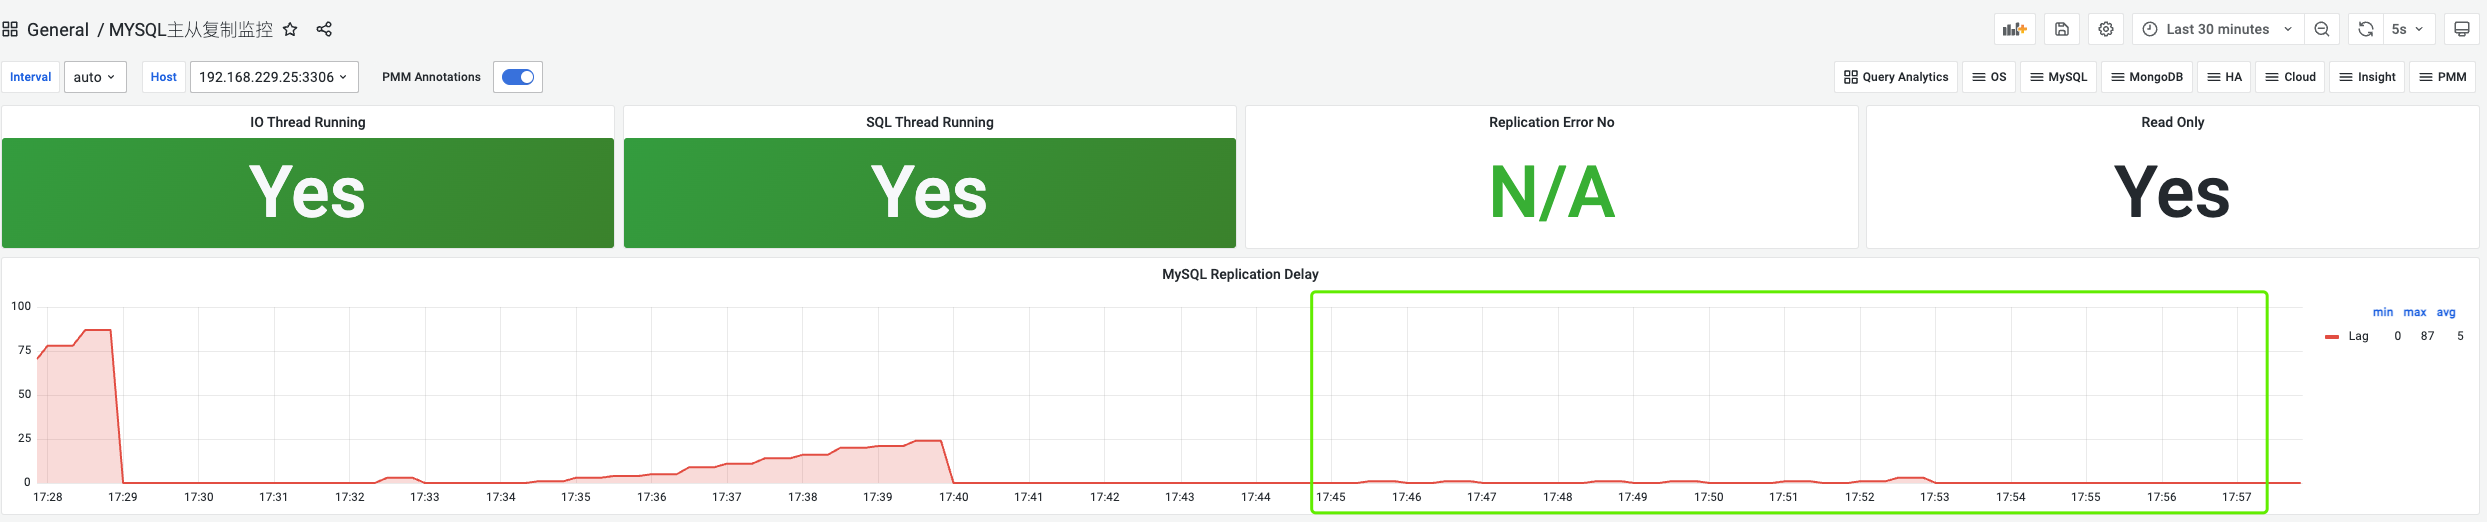 General / MYSQL主从复制监控
Last 30 minutes 5s
Interval auto Host 192.168.229.25:3306 PMM Annotations Query Analytics OS MySQL MongoDB HA Cloud Insight PMM
IO Thread Running SQL Thread Running Replication Error No Read Only
Yes Yes N/A Yes
MySQL Replication Delay
100
75
50
25
0
17:28 17:29 17:30 17:31 17:32 17:33 17:34 17:35 17:36 17:37 17:38 17:39 17:40 17:41 17:42 17:43 17:44 17:45 17:46 17:47 17:48 17:49 17:50 17:51 17:52 17:53 17:54 17:55 17:56 17:57
min max avg
Lag 0 87 5